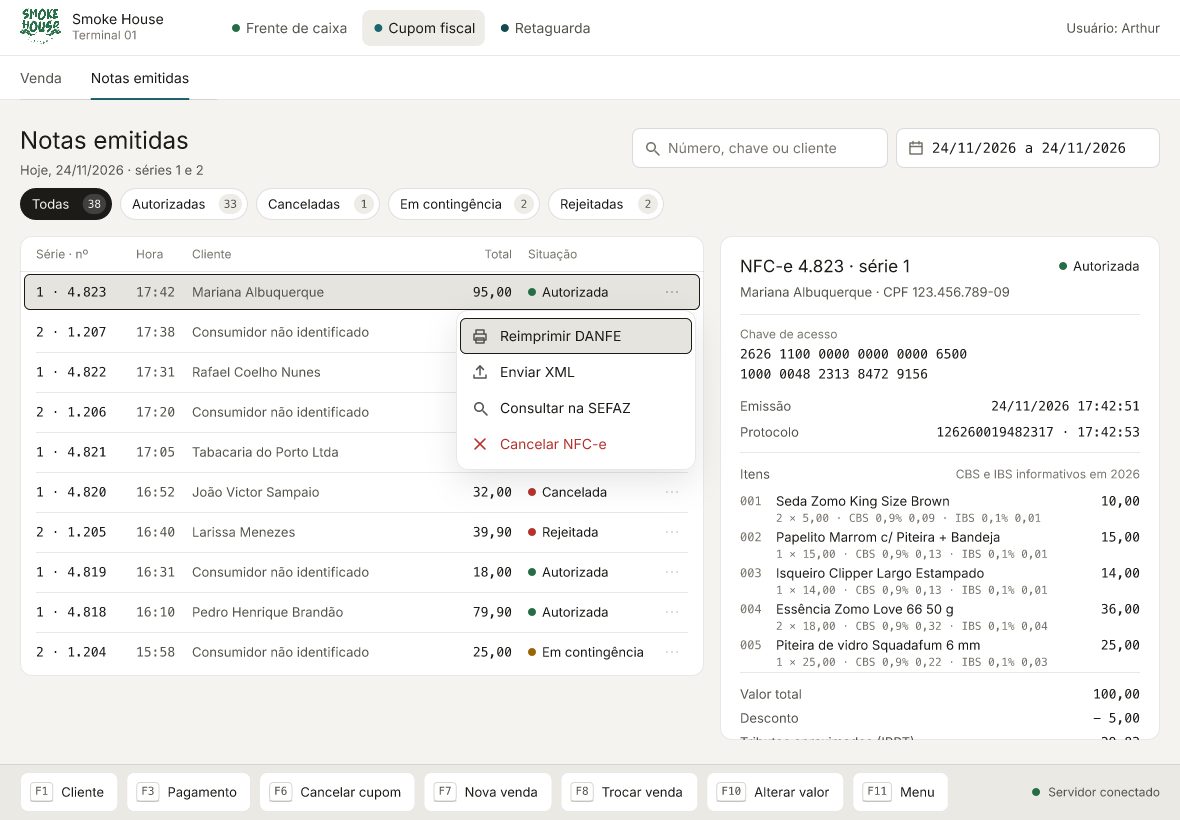 SMOKE
HOUSE
Smoke House
Terminal 01
Frente de caixa
Cupom fiscal
Retaguarda
Usuário: Arthur
Venda
Notas emitidas
Notas emitidas
Hoje, 24/11/2026 · séries 1 e 2
Número, chave ou cliente
24/11/2026 a 24/11/2026
Todas 38
Autorizadas 33
Canceladas 1
Em contingência 2
Rejeitadas 2
Série · nº Hora Cliente Total Situação
1 · 4.823 17:42 Mariana Albuquerque 95,00 Autorizada ···
2 · 1.207 17:38 Consumidor não identificado
1 · 4.822 17:31 Rafael Coelho Nunes
2 · 1.206 17:20 Consumidor não identificado
1 · 4.821 17:05 Tabacaria do Porto Ltda
1 · 4.820 16:52 João Victor Sampaio 32,00 Cancelada ···
2 · 1.205 16:40 Larissa Menezes 39,90 Rejeitada ···
1 · 4.819 16:31 Consumidor não identificado 18,00 Autorizada ···
1 · 4.818 16:10 Pedro Henrique Brandão 79,90 Autorizada ···
2 · 1.204 15:58 Consumidor não identificado 25,00 Em contingência ···
Reimprimir DANFE
Enviar XML
Consultar na SEFAZ
Cancelar NFC-e
NFC-e 4.823 · série 1
Autorizada
Mariana Albuquerque · CPF 123.456.789-09
Chave de acesso
2626 1100 0000 0000 0000 6500
1000 0048 2313 8472 9156
Emissão 24/11/2026 17:42:51
Protocolo 126260019482317 · 17:42:53
Itens CBS e IBS informativos em 2026
001 Seda Zomo King Size Brown 10,00
2 × 5,00 · CBS 0,9% 0,09 · IBS 0,1% 0,01
002 Papelito Marrom c/ Piteira + Bandeja 15,00
1 × 15,00 · CBS 0,9% 0,13 · IBS 0,1% 0,01
003 Isqueiro Clipper Largo Estampado 14,00
1 × 14,00 · CBS 0,9% 0,13 · IBS 0,1% 0,01
004 Essência Zomo Love 66 50 g 36,00
2 × 18,00 · CBS 0,9% 0,32 · IBS 0,1% 0,04
005 Piteira de vidro Squadafum 6 mm 25,00
1 × 25,00 · CBS 0,9% 0,22 · IBS 0,1% 0,03
Valor total 100,00
Desconto − 5,00
Tributos aproximados (IBPT)
F1 Cliente
F3 Pagamento
F6 Cancelar cupom
F7 Nova venda
F8 Trocar venda
F10 Alterar valor
F11 Menu
Servidor conectado